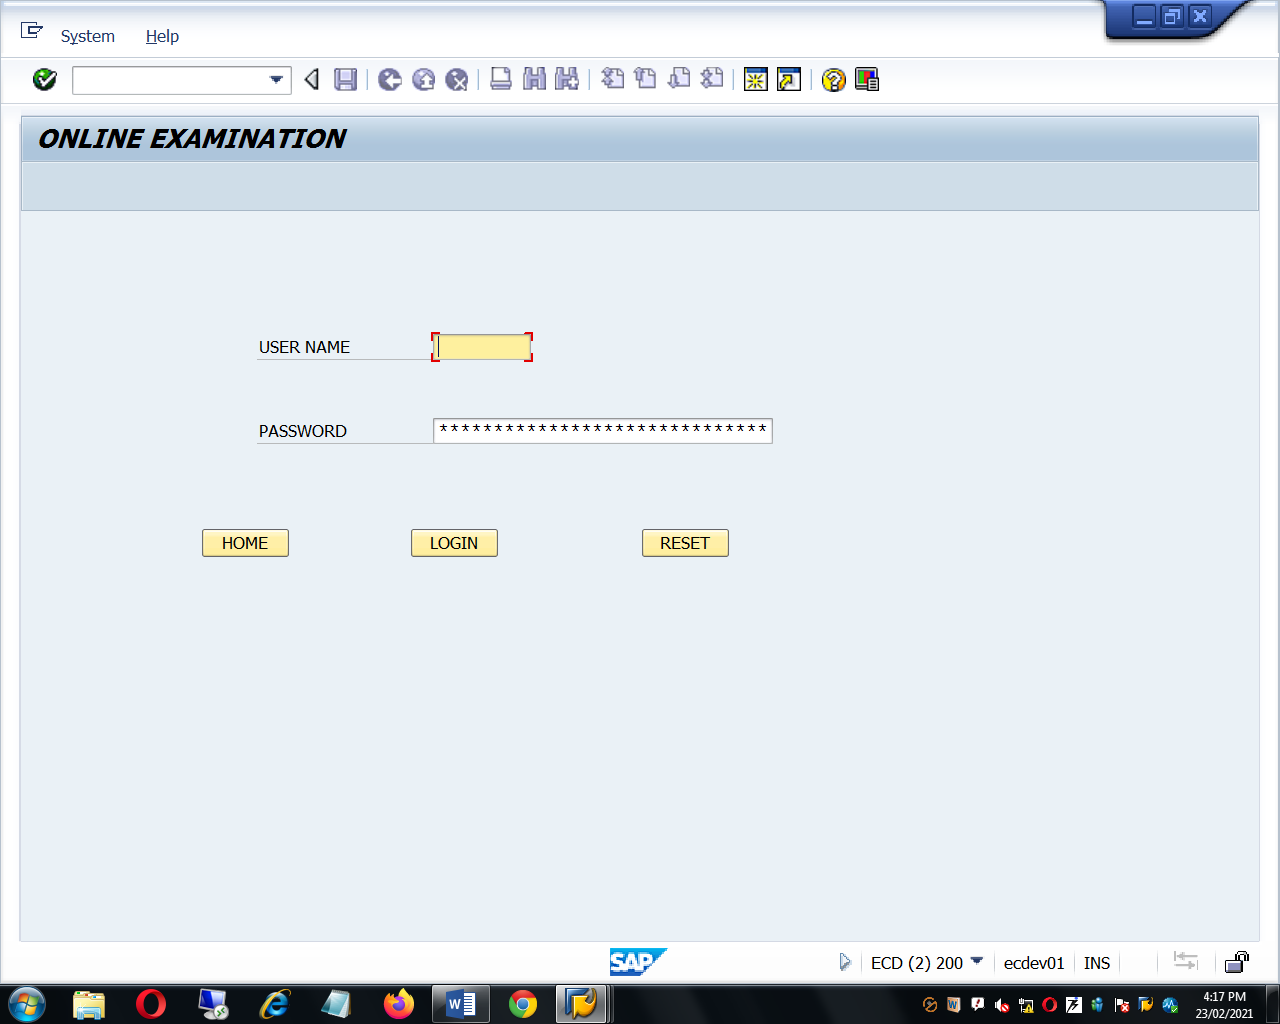 System Help
ONLINE EXAMINATION
USER NAME
PASSWORD ******************************
HOME LOGIN RESET
SAP ECD (2) 200 ecdev01 INS
W 4:17 PM
23/02/2021